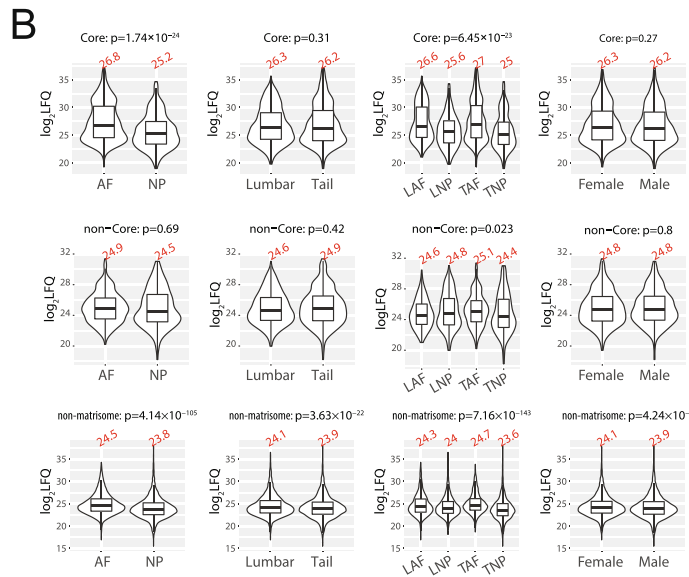 B
Core: p=1.74×10⁻²⁴
26.8 25.2
log₂LFQ
35
30
25
20
AF NP
Core: p=0.31
26.3 26.2
35
30
25
20
Lumbar Tail
Core: p=6.45×10⁻²³
26.6 25.6 27 25
log₂LFQ
35
30
25
20
LAF LNP TAF TNP
Core: p=0.27
26.3 26.2
35
30
25
20
Female Male
non-Core: p=0.69
24.9 24.5
log₂LFQ
32
28
24
20
AF NP
non-Core: p=0.42
24.6 24.9
log₂LFQ
32
28
24
20
Lumbar Tail
non-Core: p=0.023
24.6 24.8 25.1 24.4
logLFQ
32
28
24
20
LAF LNP TAF TNP
non-Core: p=0.8
24.8 24.8
log₂LFQ
32
28
24
20
Female Male
non-matrisome: p=4.14×10⁻¹⁰⁵
24.5 23.8
log₂LFQ
35
30
25
20
15
AF NP
non-matrisome: p=3.63×10⁻²²
24.1 23.9
log₂LFQ
35
30
25
20
15
Lumbar Tail
non-matrisome: p=7.16×10⁻¹⁴³
24.3 24 24.7 23.6
log₂LFQ
35
30
25
20
15
LAF LNP TAF TNP
non-matrisome: p=4.24×10⁻
24.1 23.9
log₂LFQ
35
30
25
20
15
Female Male